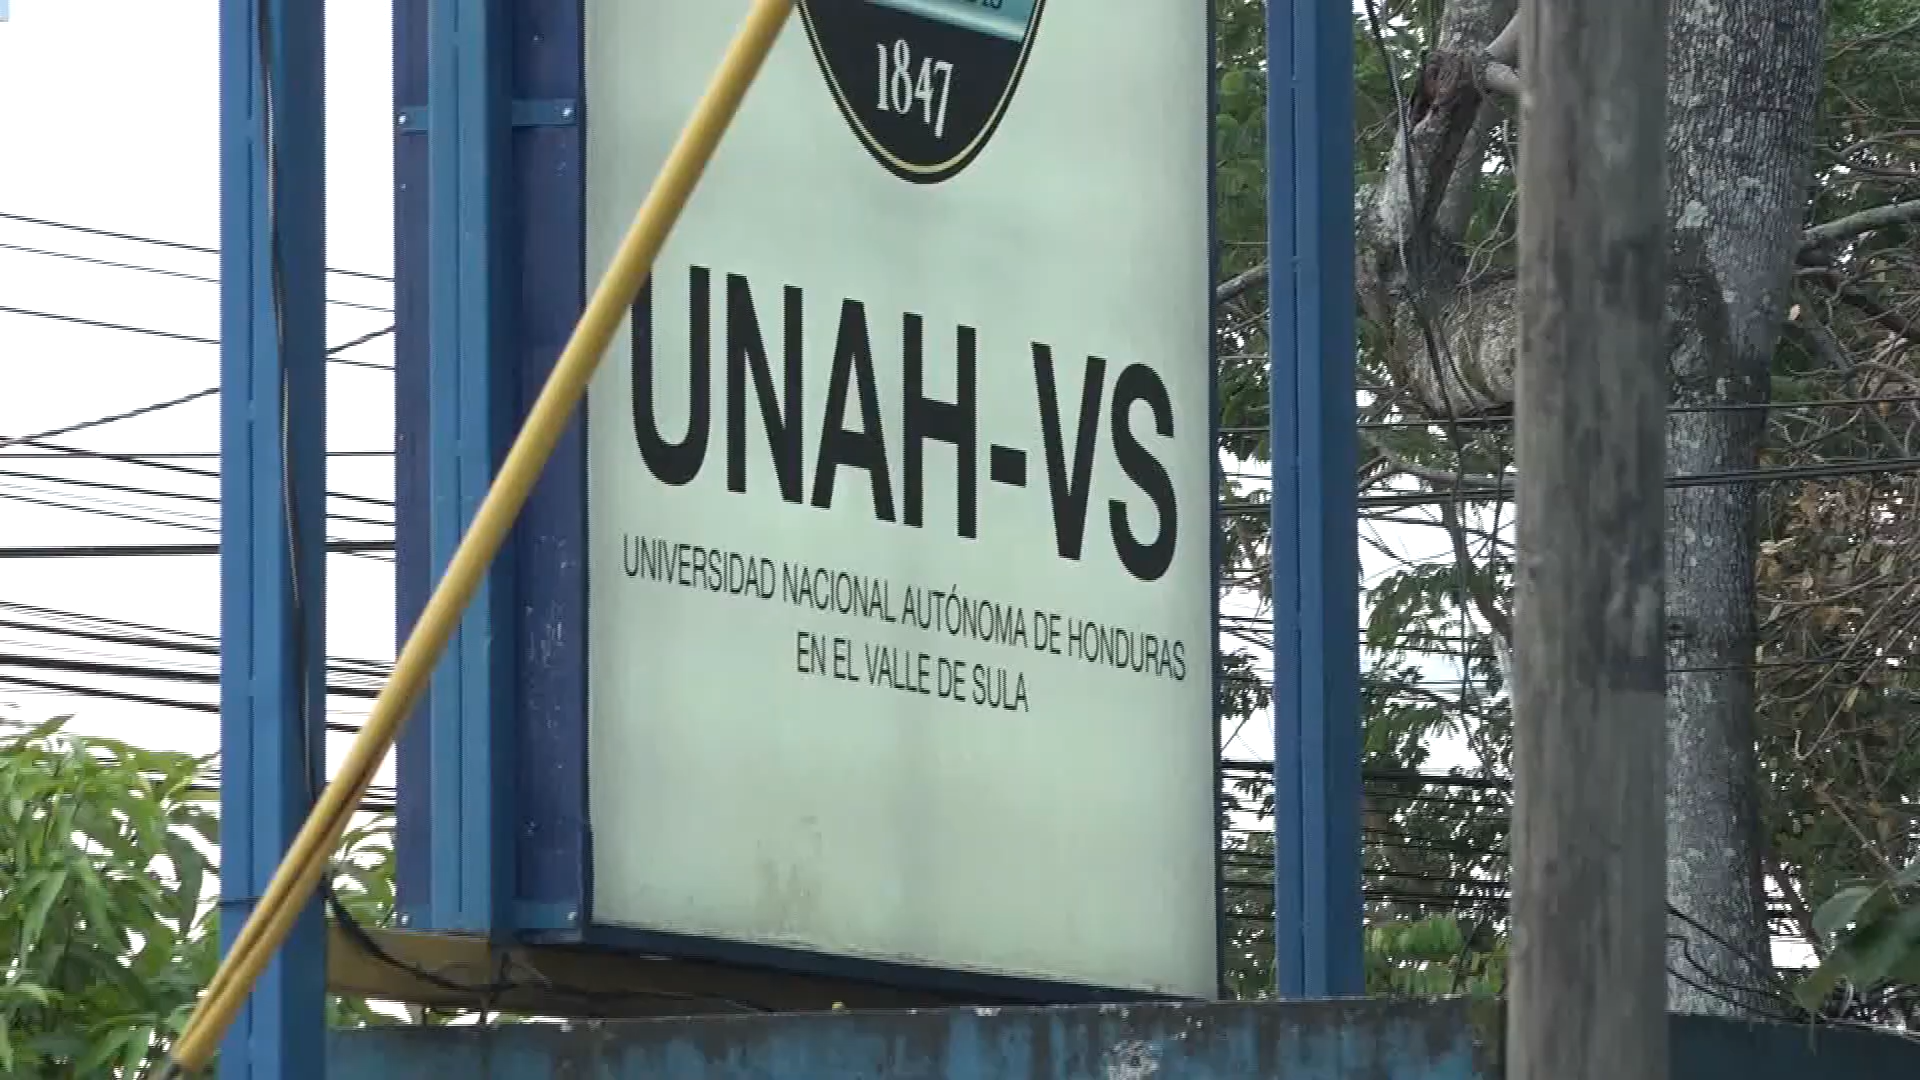 1847
UNAH-VS
UNIVERSIDAD NACIONAL AUTÓNOMA DE HONDURAS
EN EL VALLE DE SULA